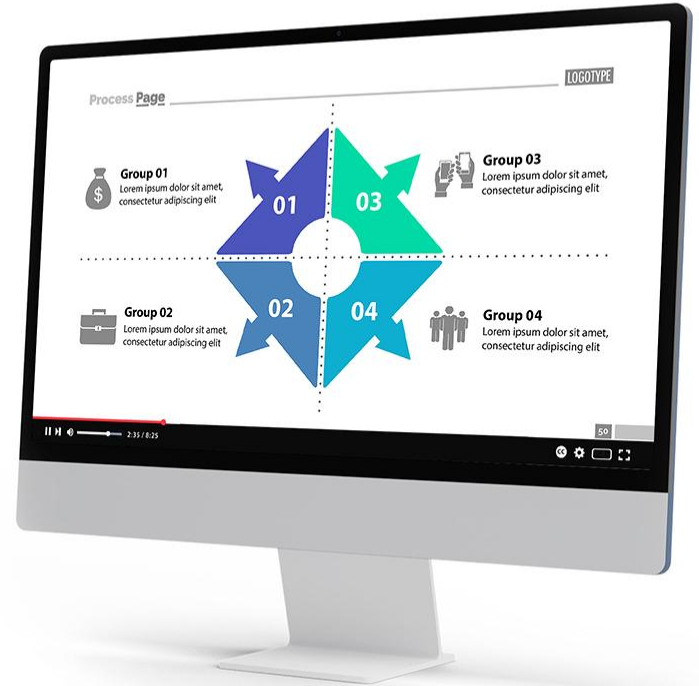 Process Page
LOGOTYPE
Group 01
Lorem ipsum dolor sit amet,
consectetur adipiscing elit
01
03
Group 03
Lorem ipsum dolor sit amet,
consectetur adipiscing elit
Group 02
Lorem ipsum dolor sit amet,
consectetur adipiscing elit
02
04
Group 04
Lorem ipsum dolor sit amet,
consectetur adipiscing elit
50
2:35 / 8:25
CC
$